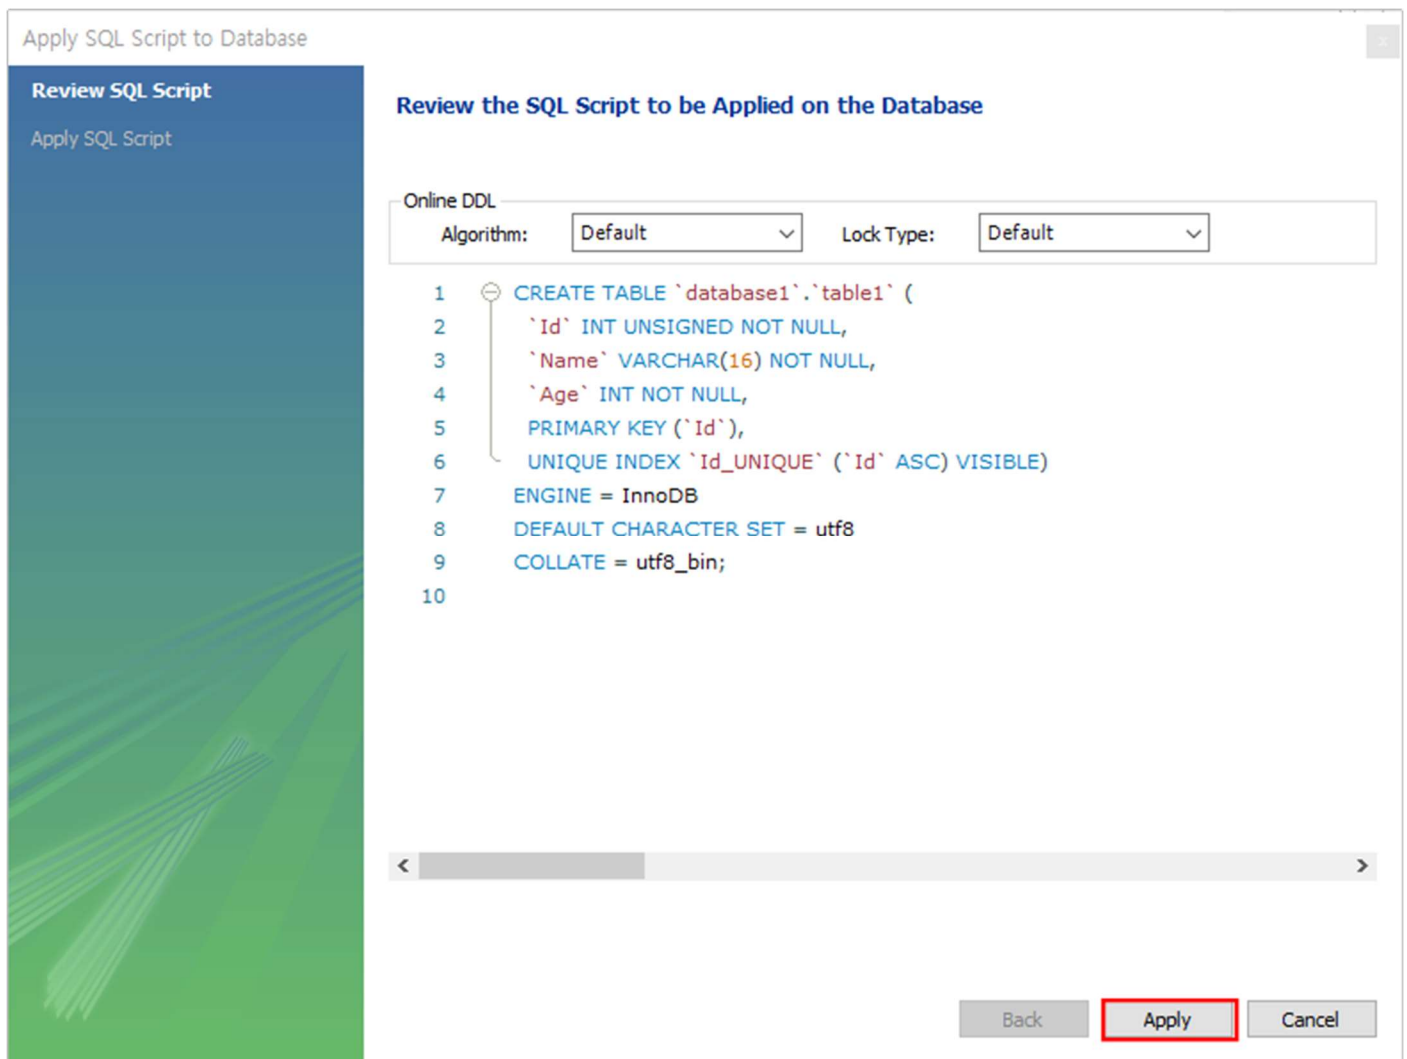 Apply SQL Script to Database
Review SQL Script
Apply SQL Script
Review the SQL Script to be Applied on the Database
Online DDL
Algorithm: Default Lock Type: Default
1 CREATE TABLE `database1`.`table1` (
2 `Id` INT UNSIGNED NOT NULL,
3 `Name` VARCHAR(16) NOT NULL,
4 `Age` INT NOT NULL,
5 PRIMARY KEY (`Id`),
6 UNIQUE INDEX `Id_UNIQUE` (`Id` ASC) VISIBLE)
7 ENGINE = InnoDB
8 DEFAULT CHARACTER SET = utf8
9 COLLATE = utf8_bin;
10
Back Apply Cancel